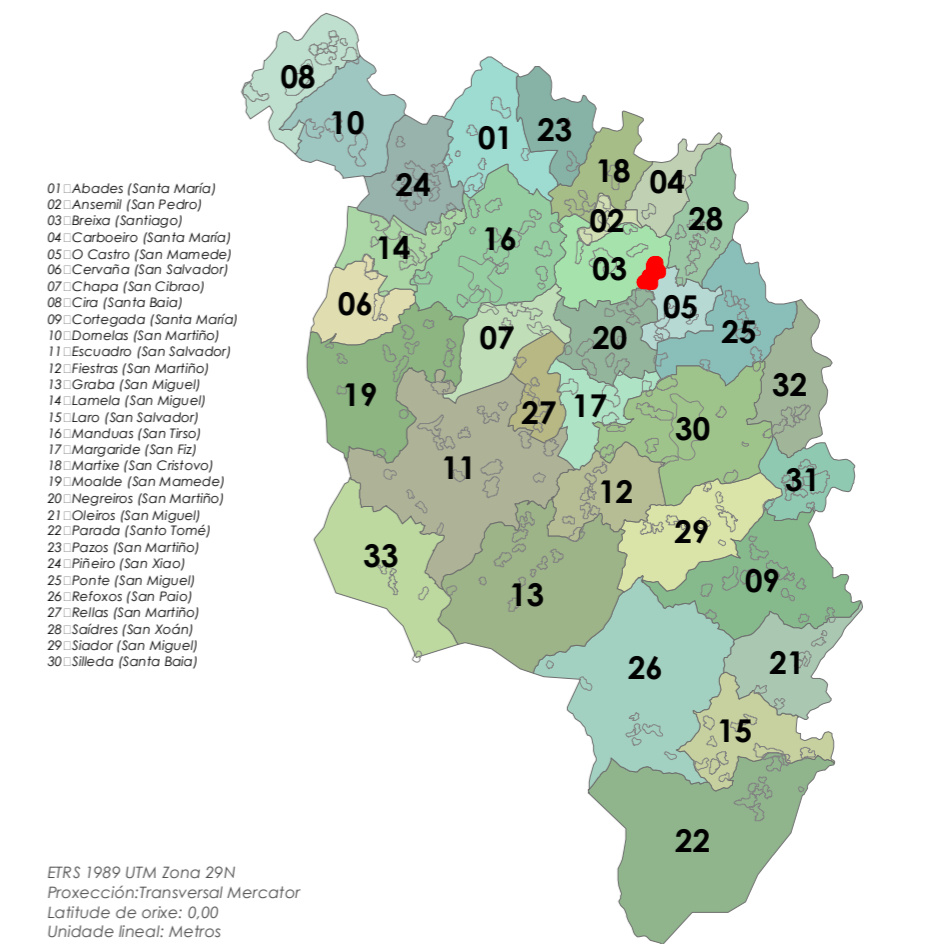 08
10
01
23
18
04
24
02
28
16
14
03
06
05
25
07
20
32
19
27
17
30
11
12
31
29
33
13
09
26
21
15
22
01□Abades (Santa María)
02□Ansemil (San Pedro)
03□Breixa (Santiago)
04□Carboeiro (Santa María)
05□O Castro (San Mamede)
06□Cervaña (San Salvador)
07□Chapa (San Cibrao)
08□Cira (Santa Baia)
09□Cortegada (Santa María)
10□Dornelas (San Martiño)
11□Escuadro (San Salvador)
12□Fiestras (San Martiño)
13□Graba (San Miguel)
14□Lamela (San Miguel)
15□Laro (San Salvador)
16□Manduas (San Tirso)
17□Margaride (San Fiz)
18□Martixe (San Cristovo)
19□Moalde (San Mamede)
20□Negreiros (San Martiño)
21□Oleiros (San Miguel)
22□Parada (Santo Tomé)
23□Pazos (San Martiño)
24□Piñeiro (San Xiao)
25□Ponte (San Miguel)
26□Refoxos (San Paio)
27□Rellas (San Martiño)
28□Saídres (San Xoán)
29□Siador (San Miguel)
30□Silleda (Santa Baia)
ETRS 1989 UTM Zona 29N
Proxección:Transversal Mercator
Latitude de orixe: 0,00
Unidade lineal: Metros